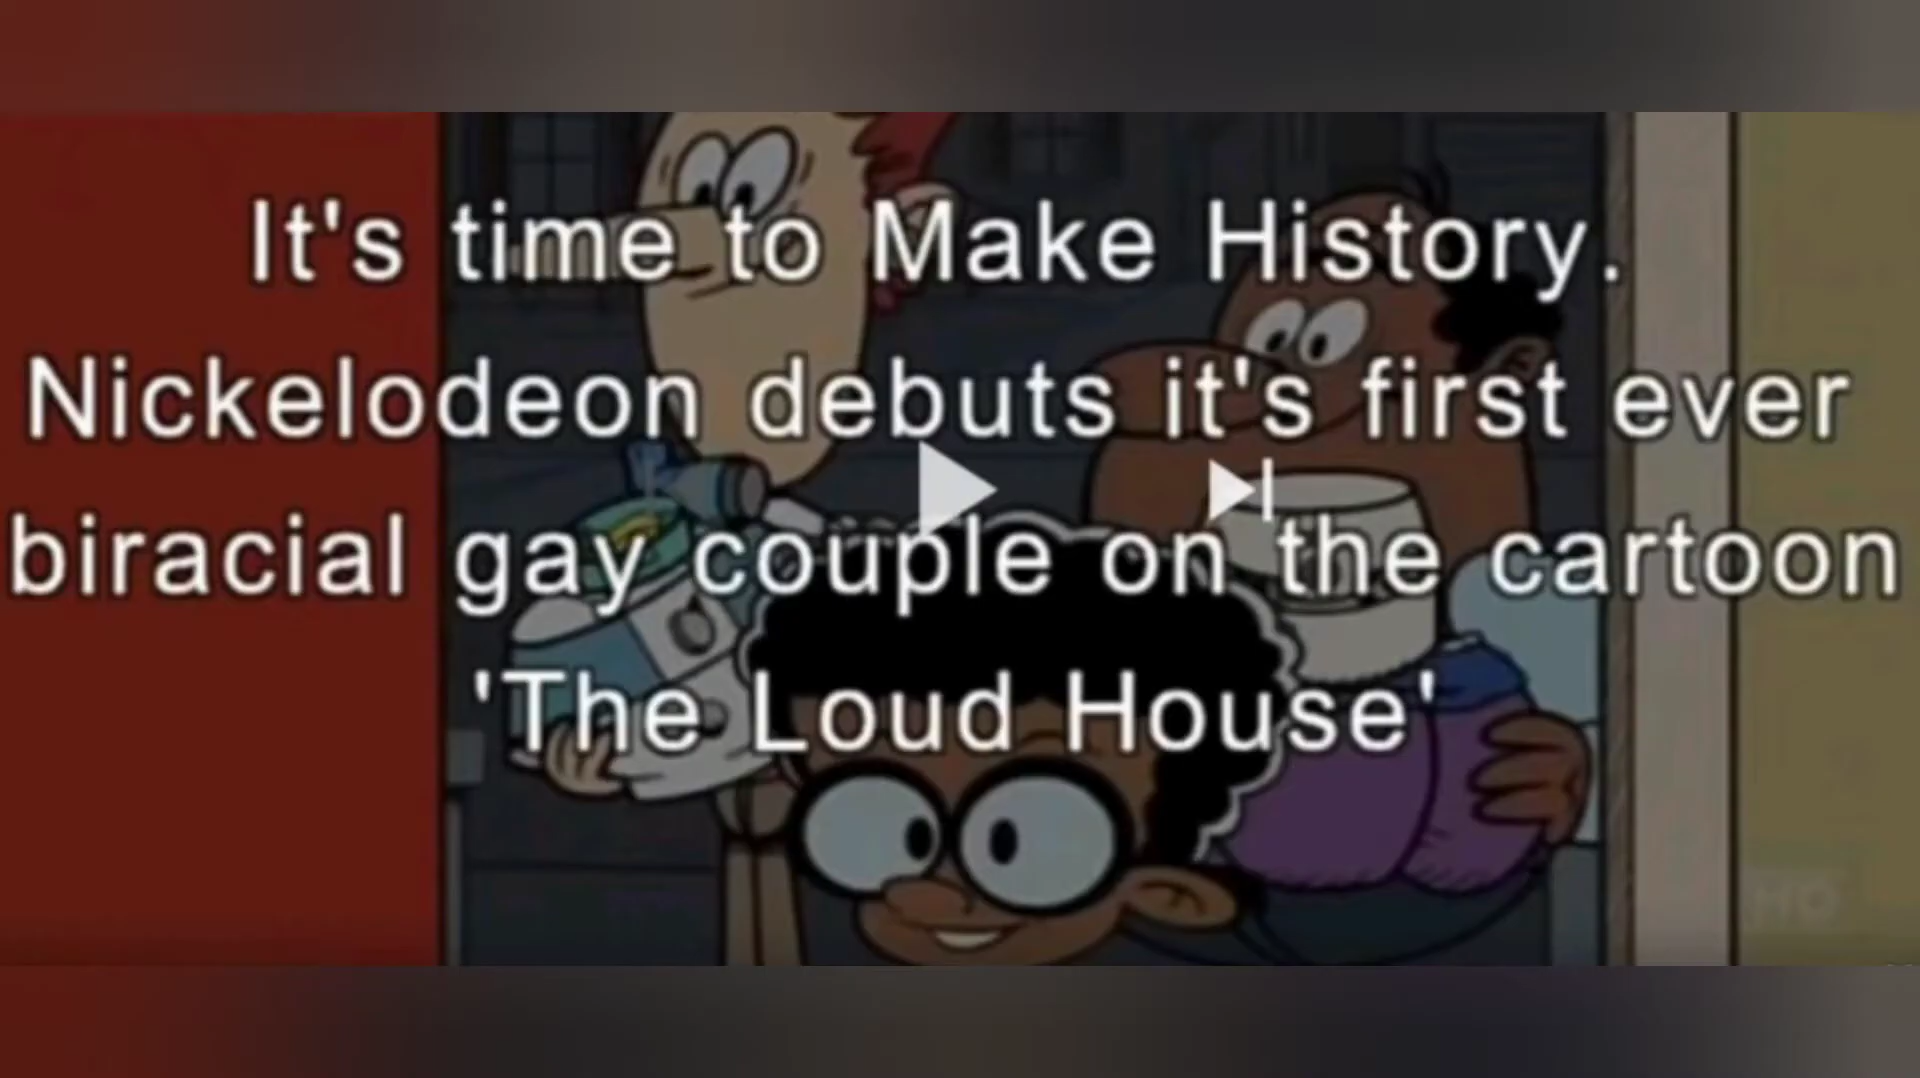 It's time to Make History.
Nickelodeon debuts it's first ever
biracial gay couple on the cartoon
'The Loud House'